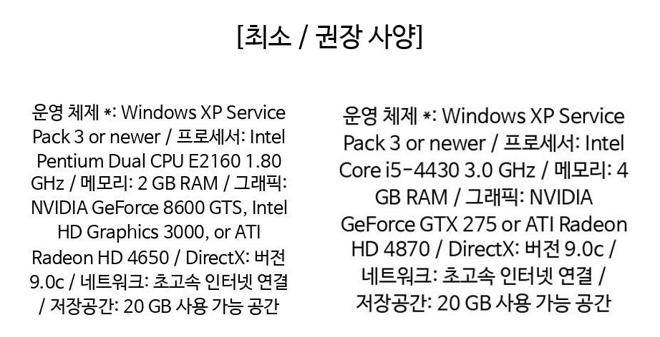 [최소 / 권장 사양]
운영 체제 *: Windows XP Service
Pack 3 or newer / 프로세서: Intel
Pentium Dual CPU E2160 1.80
GHz / 메모리: 2 GB RAM / 그래픽:
NVIDIA GeForce 8600 GTS, Intel
HD Graphics 3000, or ATI
Radeon HD 4650 / DirectX: 버전
9.0c / 네트워크: 초고속 인터넷 연결
/ 저장공간: 20 GB 사용 가능 공간
운영 체제 *: Windows XP Service
Pack 3 or newer / 프로세서: Intel
Core i5-4430 3.0 GHz / 메모리: 4
GB RAM / 그래픽: NVIDIA
GeForce GTX 275 or ATI Radeon
HD 4870 / DirectX: 버전 9.0c /
네트워크: 초고속 인터넷 연결 /
저장공간: 20 GB 사용 가능 공간